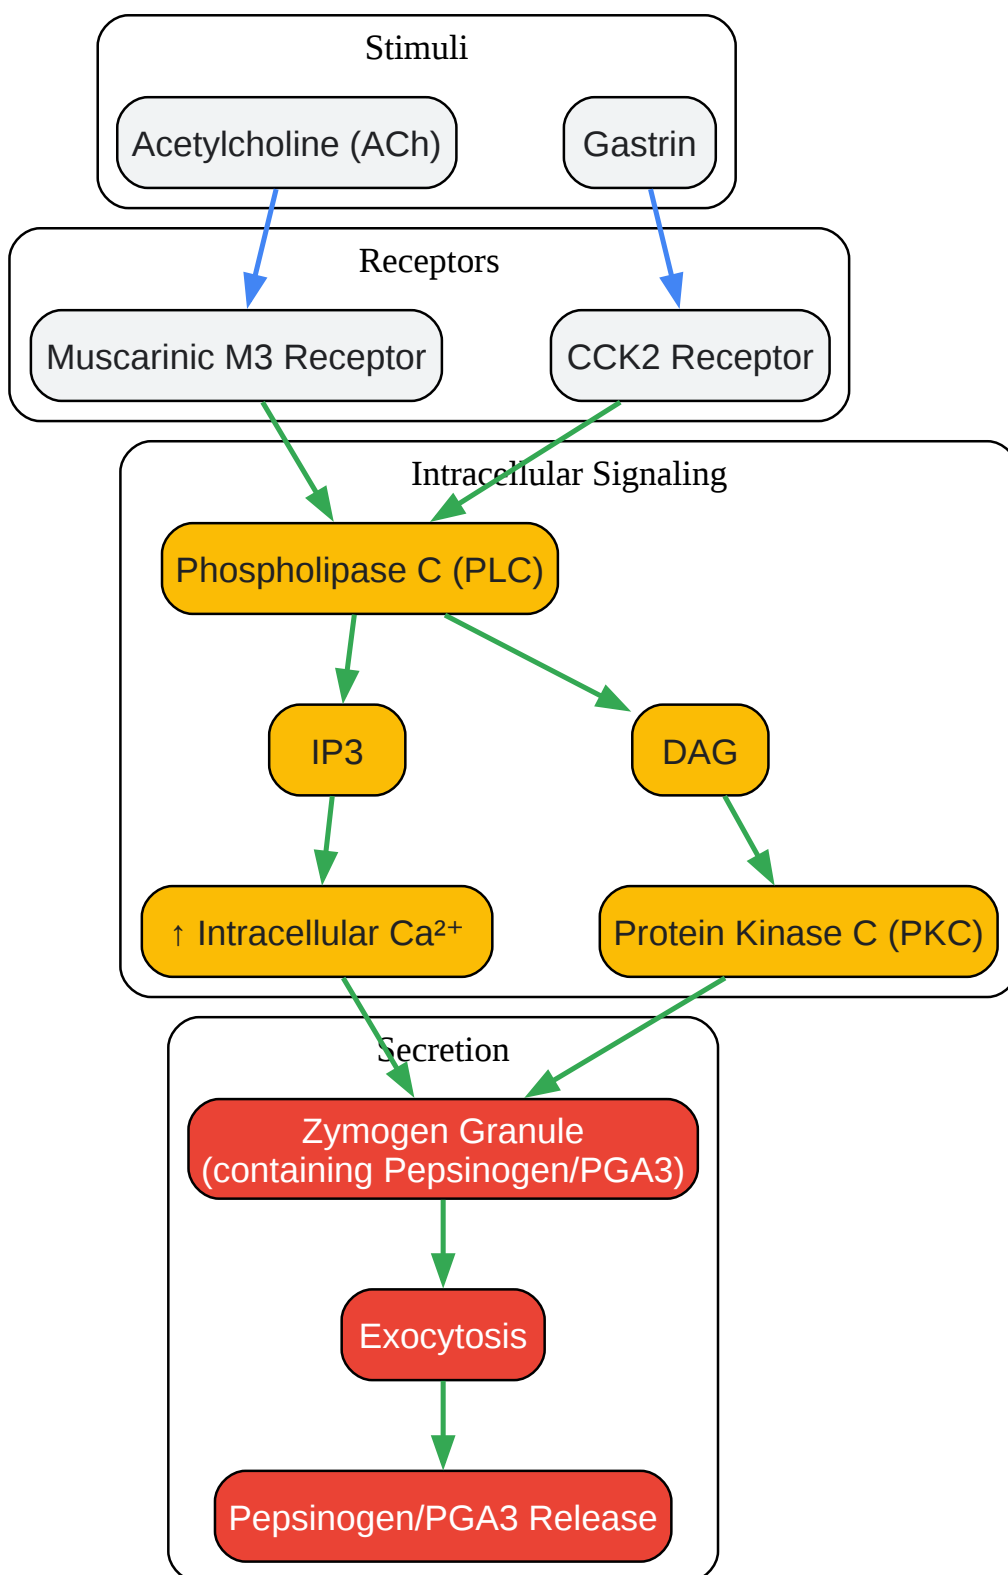 Stimuli
Acetylcholine (ACh)
Gastrin
Receptors
Muscarinic M3 Receptor
CCK2 Receptor
Intracellular Signaling
Phospholipase C (PLC)
IP3
DAG
↑ Intracellular Ca²⁺
Protein Kinase C (PKC)
Secretion
Zymogen Granule
(containing Pepsinogen/PGA3)
Exocytosis
Pepsinogen/PGA3 Release